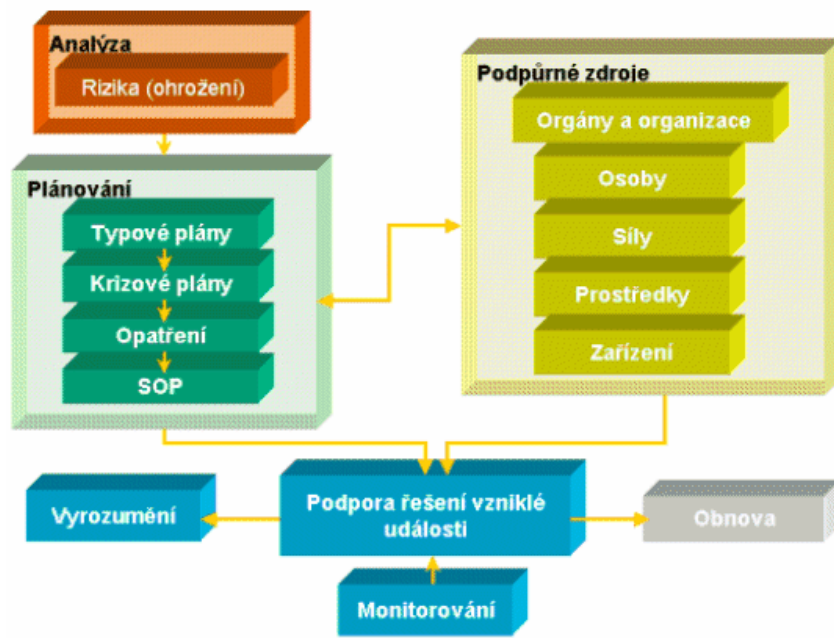 Analýza
Rizika (ohrožení)
Plánování
Typové plány
Krizové plány
Opatření
SOP
Podpůrné zdroje
Orgány a organizace
Osoby
Síly
Prostředky
Zařízení
Vyrozumění
Podpora řešení vzniklé
události
Obnova
Monitorování